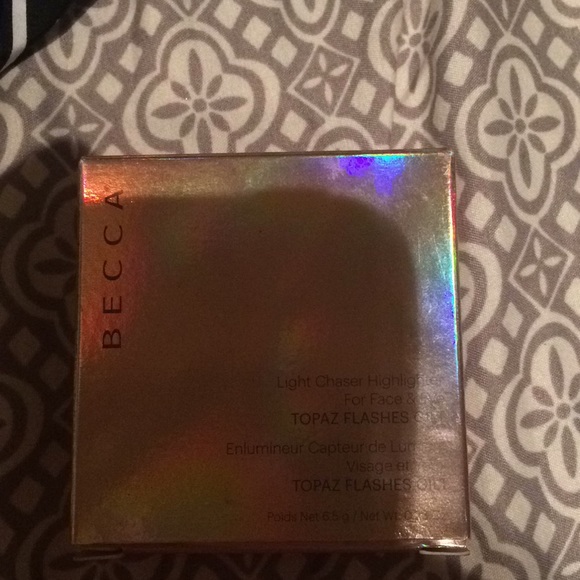 BECCA
Light Chaser Highlighter
For Face &
TOPAZ FLASHES
Enlumineur Capteur de
Visage et
TOPAZ FLASHES
Poids Net 6.5 g / Net Wt.